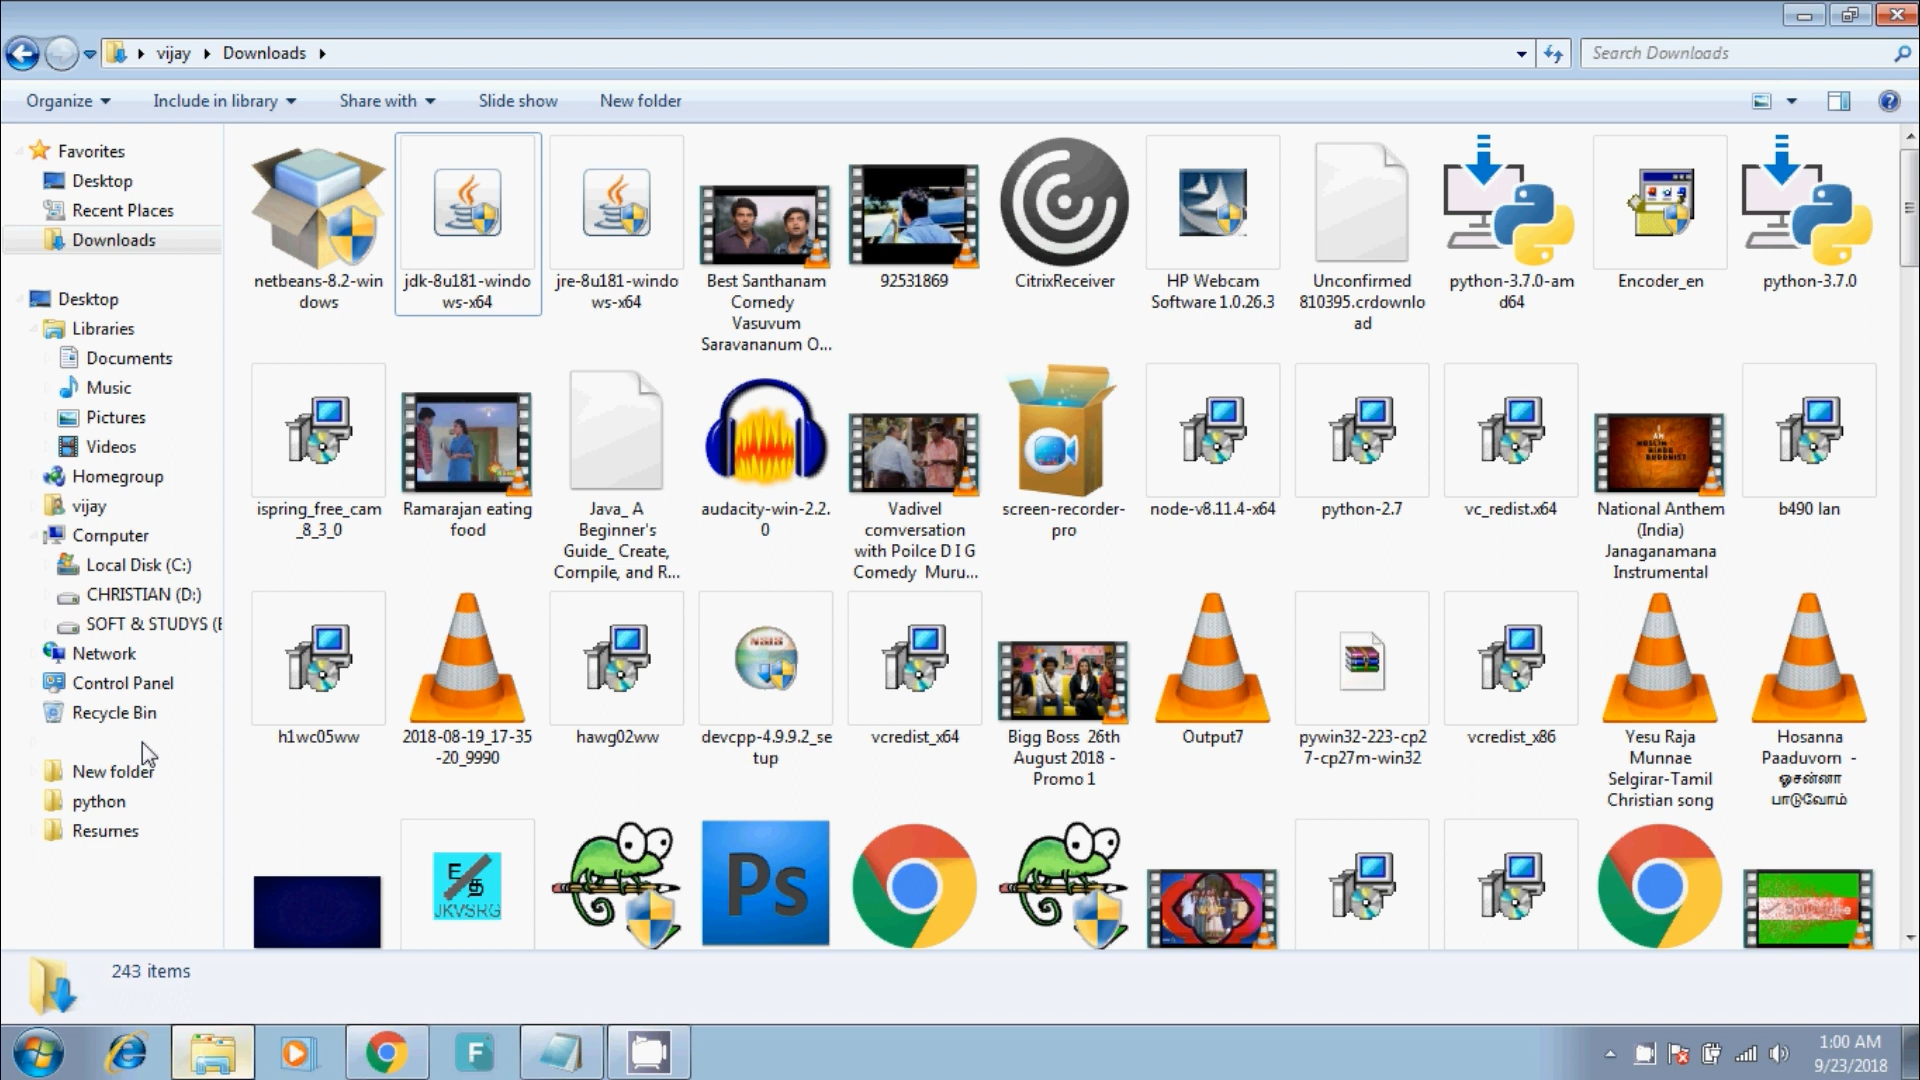 vijay Downloads
Search Downloads
Organize Include in library Share with Slide show New folder
Favorites
Desktop
Recent Places
Downloads
Desktop
Libraries
Documents
Music
Pictures
Videos
Homegroup
vijay
Computer
Local Disk (C:)
CHRISTIAN (D:)
SOFT & STUDYS (E
Network
Control Panel
Recycle Bin
New folder
python
Resumes
netbeans-8.2-win
dows
jdk-8u181-windo
ws-x64
jre-8u181-windo
ws-x64
Best Santhanam
Comedy
Vasuvum
Saravananum O...
92531869
CitrixReceiver
HP Webcam
Software 1.0.26.3
Unconfirmed
810395.crdownlo
ad
python-3.7.0-am
d64
Encoder_en
python-3.7.0
ispring_free_cam
_8_3_0
Ramarajan eating
food
Java_ A
Beginner's
Guide_ Create,
Compile, and R...
audacity-win-2.2.
0
Vadivel
comversation
with Poilce D I G
Comedy Muru...
screen-recorder-
pro
node-v8.11.4-x64
python-2.7
vc_redist.x64
I
AM
MUSLIM
HINDU
BUDDHIST
National Anthem
(India)
Janaganamana
Instrumental
b490 lan
h1wc05ww
2018-08-19_17-35
-20_9990
hawg02ww
NSIS
devcpp-4.9.9.2_se
tup
vcredist_x64
Bigg Boss 26th
August 2018 -
Promo 1
Output7
pywin32-223-cp2
7-cp27m-win32
vcredist_x86
Yesu Raja
Munnae
Selgirar-Tamil
Christian song
Hosanna
Paaduvom -
ஓசன்னா
பாடுவோம்
E
த
JKVSRG
Ps
243 items
F
1:00 AM
9/23/2018